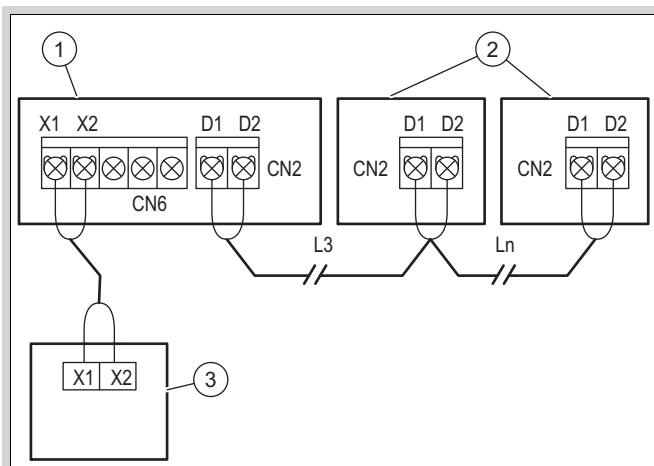 1 2
X1 X2 D1 D2 D1 D2 D1 D2
CN2 CN2 CN2
CN6
L3 Ln
X1 X2 3